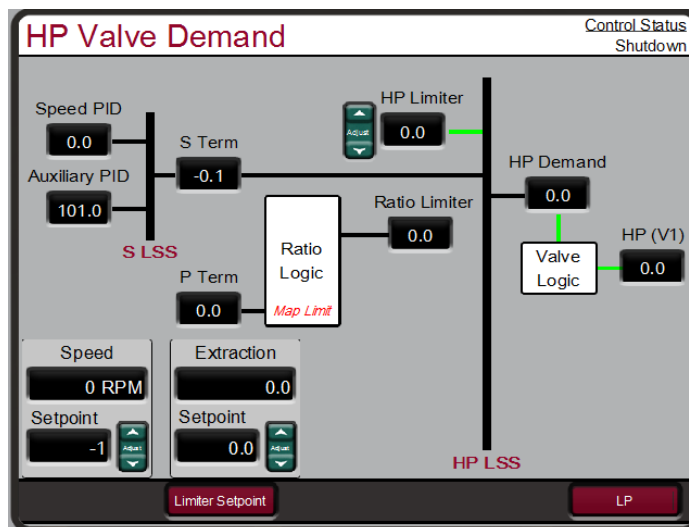 HP Valve Demand
Control Status
Shutdown
Speed PID
0.0
Auxiliary PID
101.0
S LSS
S Term
-0.1
HP Limiter
Adjust
0.0
Ratio Limiter
0.0
Ratio
Logic
Map Limit
P Term
0.0
HP Demand
0.0
Valve
Logic
HP (V1)
0.0
Speed
0 RPM
Setpoint
-1
Adjust
Extraction
0.0
Setpoint
0.0
Adjust
HP LSS
Limiter Setpoint
LP